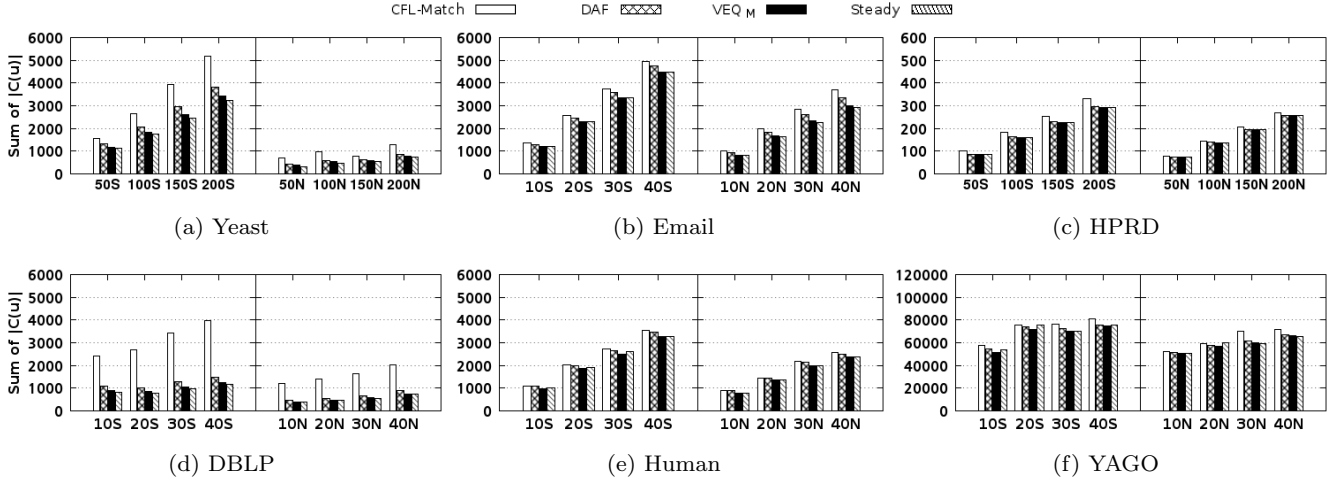 CFL-Match DAF VEQ M Steady
Sum of |C(u)|
6000
5000
4000
3000
2000
1000
0
50S 100S 150S 200S 50N 100N 150N 200N
(a) Yeast
6000
5000
4000
3000
2000
1000
0
10S 20S 30S 40S 10N 20N 30N 40N
(b) Email
600
500
400
300
200
100
0
50S 100S 150S 200S 50N 100N 150N 200N
(c) HPRD
Sum of |C(u)|
6000
5000
4000
3000
2000
1000
0
10S 20S 30S 40S 10N 20N 30N 40N
(d) DBLP
6000
5000
4000
3000
2000
1000
0
10S 20S 30S 40S 10N 20N 30N 40N
(e) Human
120000
100000
80000
60000
40000
20000
0
10S 20S 30S 40S 10N 20N 30N 40N
(f) YAGO